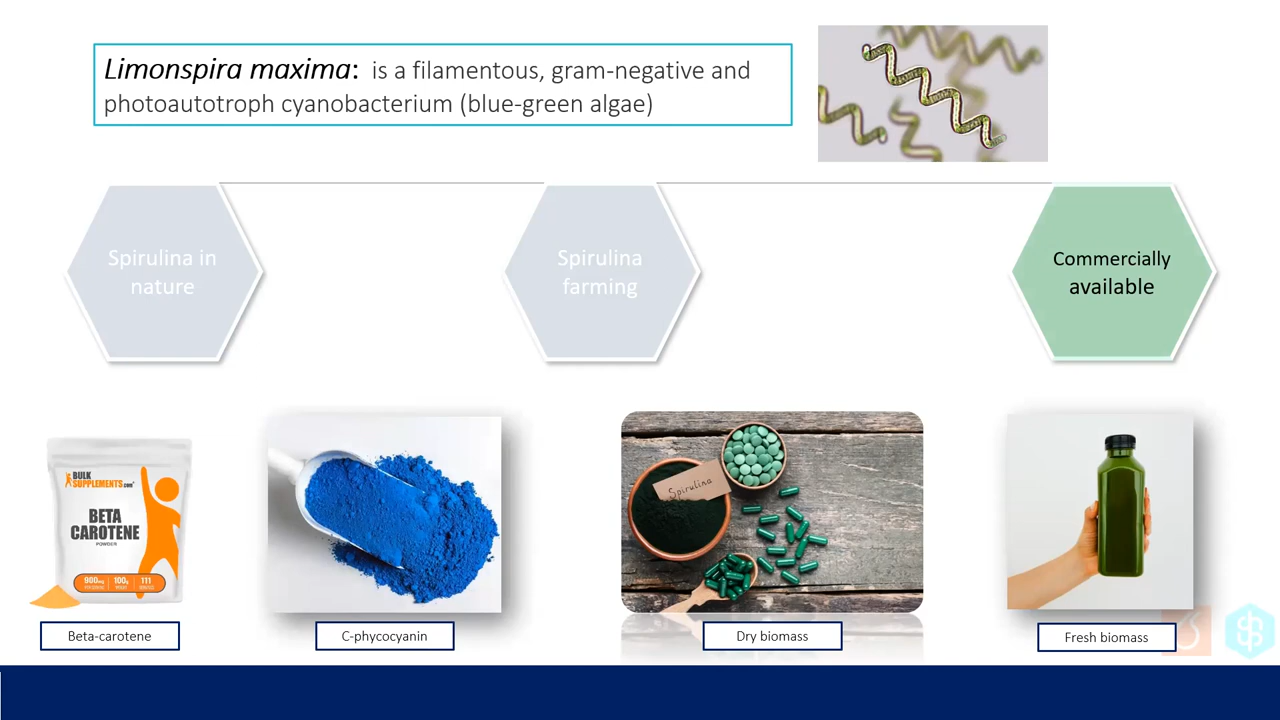 Limonspira maxima: is a filamentous, gram-negative and
photoautotroph cyanobacterium (blue-green algae)
Spirulina in
nature
Spirulina
farming
Commercially
available
BULK
SUPPLEMENTS.com
BETA
CAROTENE
POWDER
100g
111
Spirulina
Beta-carotene
C-phycocyanin
Dry biomass
Fresh biomass